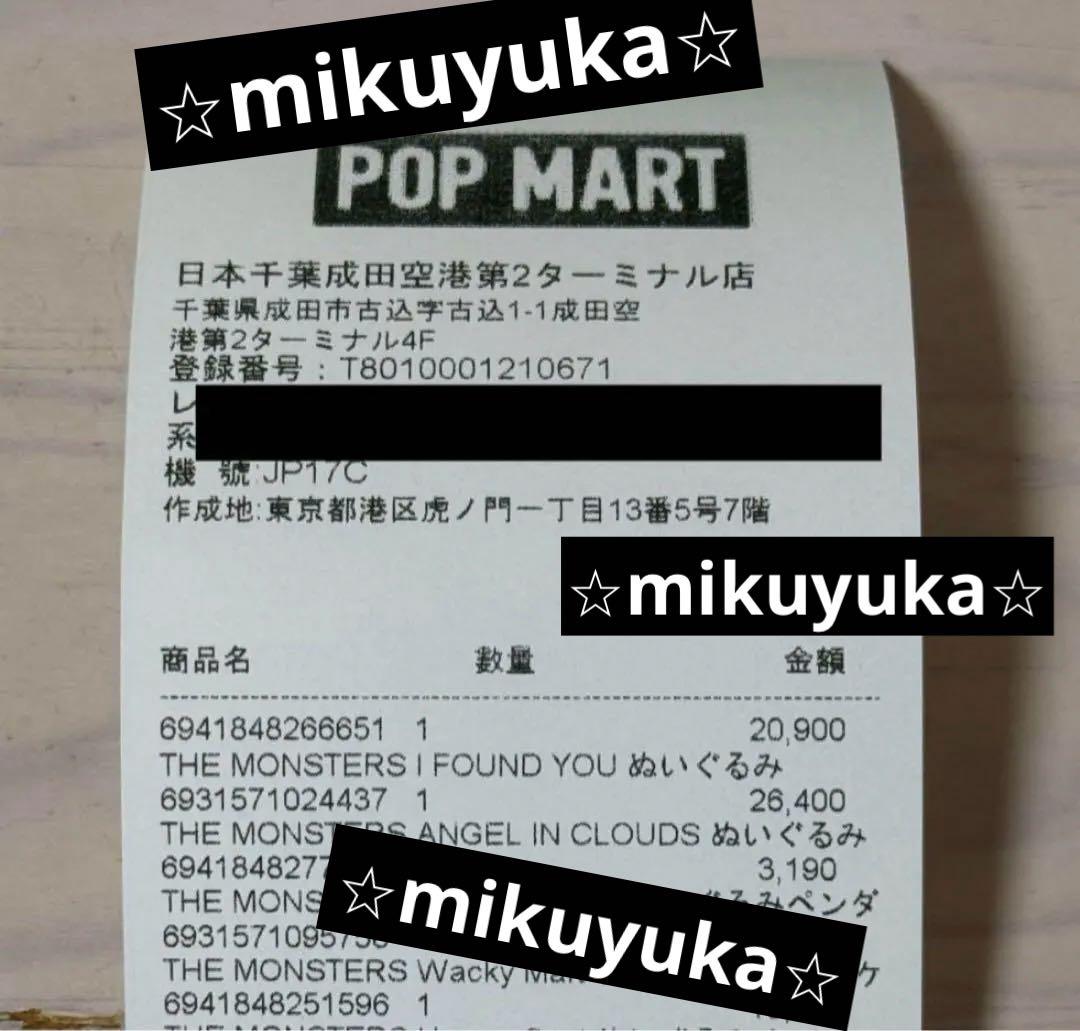 ☆mikuyuka☆
POP MART
日本千葉成田空港第2ターミナル店
千葉県成田市古込字古込1-1成田空
港第2ターミナル4F
登録番号：T8010001210671
レ
系
機 號:JP17C
作成地:東京都港区虎ノ門一丁目13番5号7階
☆mikuyuka☆
商品名 數量 金額
6941848266651 1 20,900
THE MONSTERS I FOUND YOU ぬいぐるみ
6931571024437 1 26,400
THE MONSTERS ANGEL IN CLOUDS ぬいぐるみ
3,190
THE ぐるみペンダ
☆mikuyuka☆
THE MONSTERS Wacky ケ
6941848251596 1
THE MONSTERS